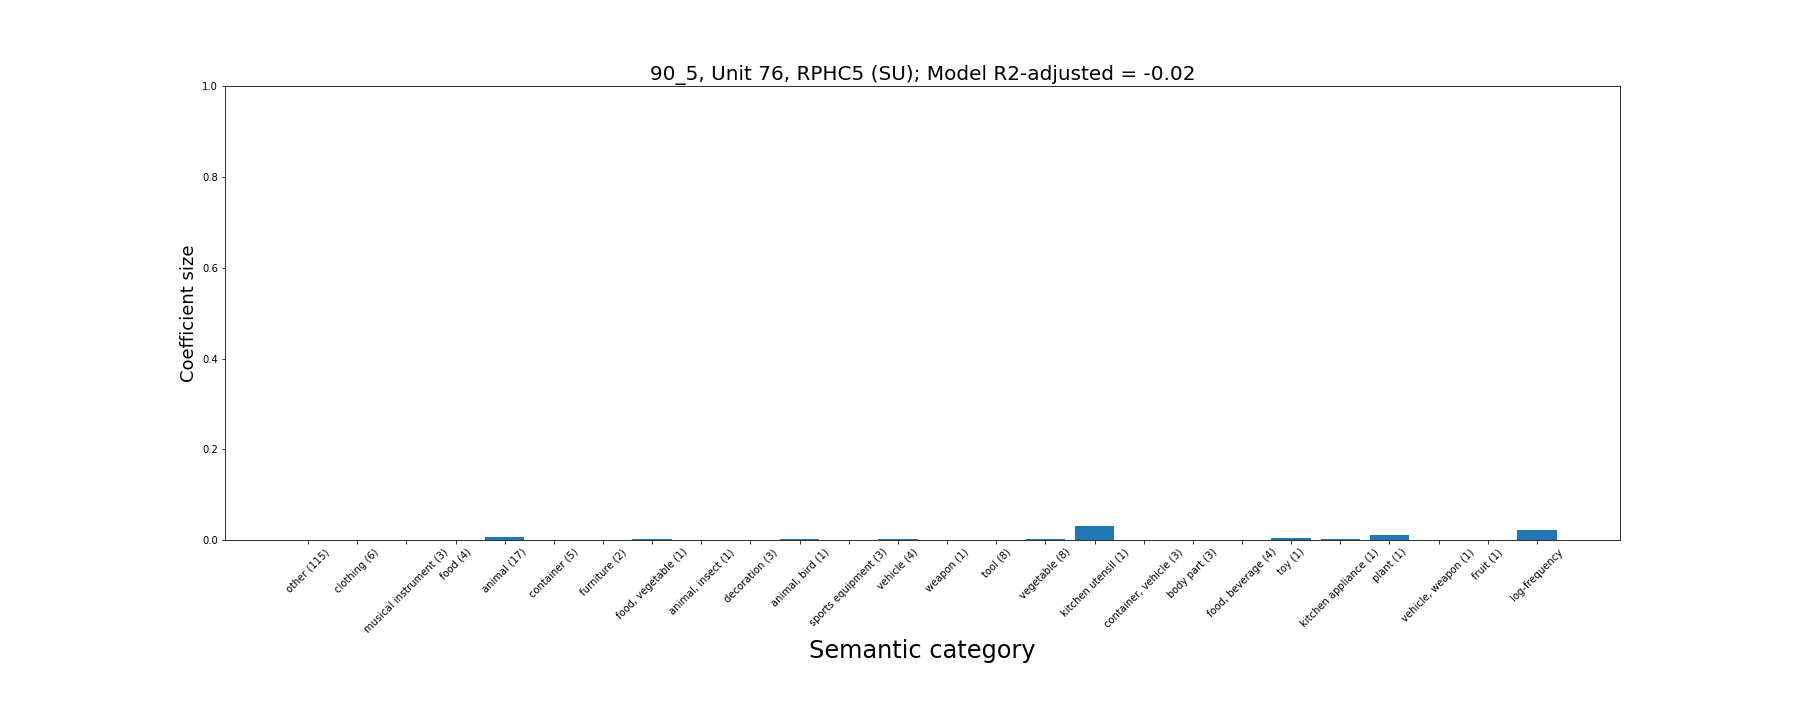 90_5, Unit 76, RPHC5 (SU); Model R2-adjusted = -0.02
1.0
0.8
0.6
0.4
0.2
0.0
Coefficient size
other (115)
clothing (6)
musical instrument (3)
food (4)
animal (17)
container (5)
furniture (2)
food, vegetable (1)
animal, insect (1)
decoration (3)
animal, bird (1)
sports equipment (3)
vehicle (4)
weapon (1)
tool (8)
vegetable (8)
kitchen utensil (1)
container, vehicle (3)
body part (3)
food, beverage (4)
toy (1)
kitchen appliance (1)
plant (1)
vehicle, weapon (1)
fruit (1)
log-frequency
Semantic category